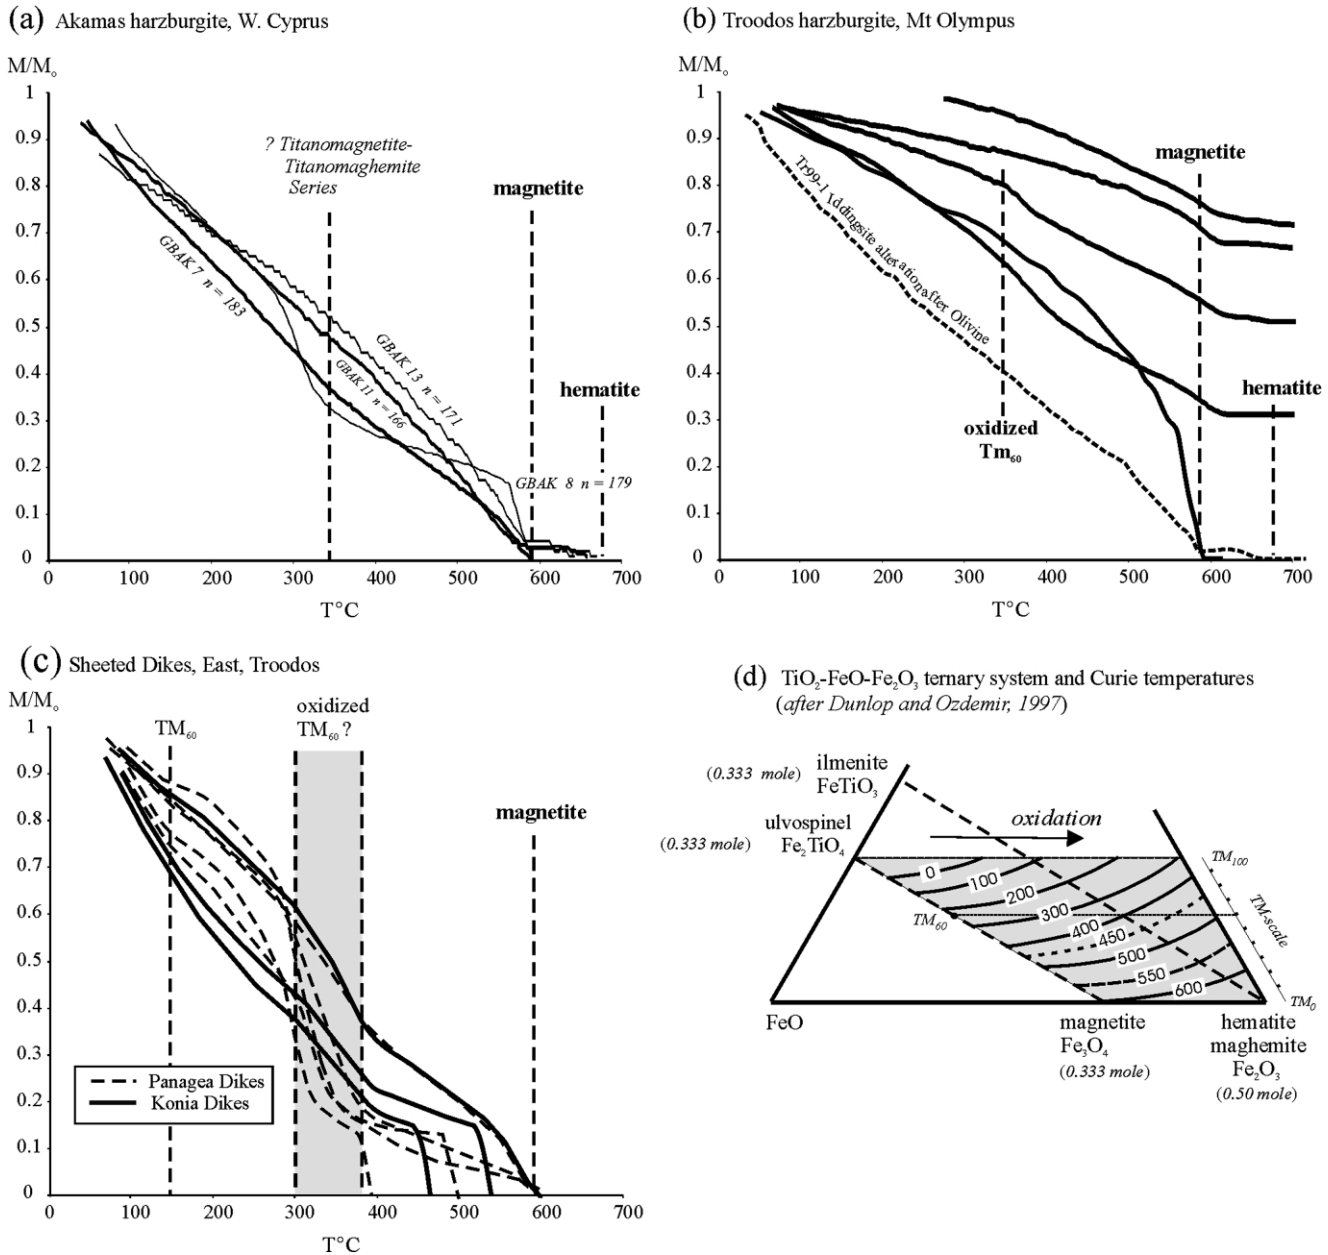 (a) Akamas harzburgite, W. Cyprus
M/M₀
1
0.9
0.8
0.7
0.6
0.5
0.4
0.3
0.2
0.1
0
? Titanomagnetite-
Titanomaghemite
Series
magnetite
hematite
GBAK 7 n = 183
GBAK 13 n = 171
GBAK 11 n = 166
GBAK 8 n = 179
0 100 200 300 400 500 600 700
T°C
(b) Troodos harzburgite, Mt Olympus
M/M₀
1
0.9
0.8
0.7
0.6
0.5
0.4
0.3
0.2
0.1
0
magnetite
Tr99-1 Iddingsite alteration after Olivine
hematite
oxidized
Tm₆₀
0 100 200 300 400 500 600 700
T°C
(c) Sheeted Dikes, East, Troodos
M/M₀
1
0.9
0.8
0.7
0.6
0.5
0.4
0.3
0.2
0.1
0
TM₆₀
oxidized
TM₆₀ ?
magnetite
Panagea Dikes
Konia Dikes
0 100 200 300 400 500 600 700
T°C
(d) TiO₂-FeO-Fe₂O₃ ternary system and Curie temperatures
(after Dunlop and Ozdemir, 1997)
(0.333 mole) ilmenite
FeTiO₃
ulvospinel
(0.333 mole) Fe₂TiO₄
oxidation
0
100
200
300
400
450
500
550
600
TM₁₀₀
TM₆₀
TM-scale
TM₀
FeO
magnetite
Fe₃O₄
(0.333 mole)
hematite
maghemite
Fe₂O₃
(0.50 mole)